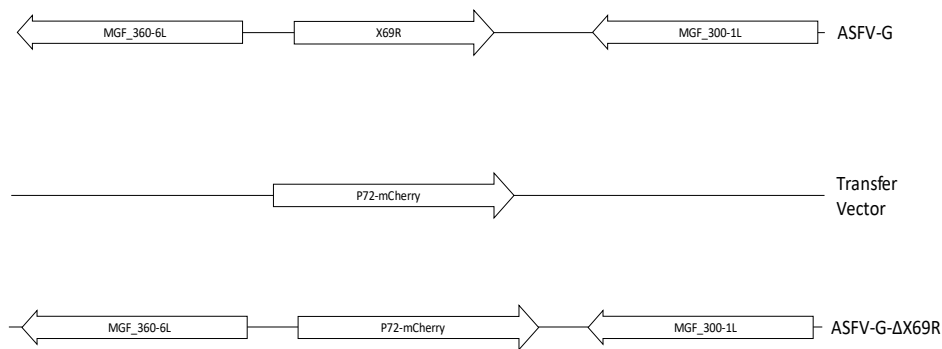 MGF_360-6L
X69R
MGF_300-1L
ASFV-G
P72-mCherry
Transfer
Vector
MGF_360-6L
P72-mCherry
MGF_300-1L
ASFV-G-ΔX69R